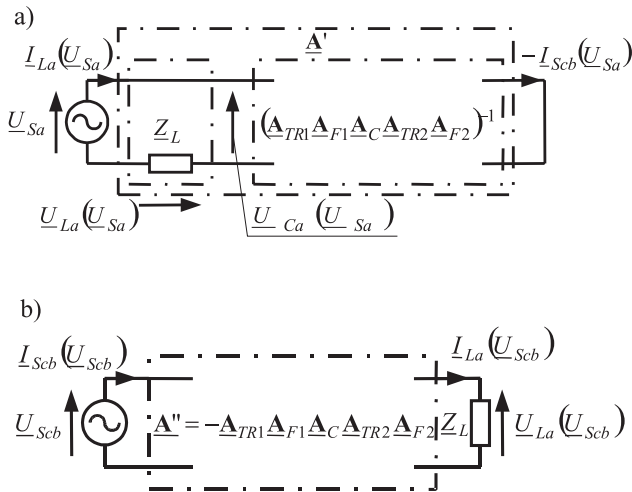 a)
A'
I_La(U_Sa)
-I_Scb(U_Sa)
U_Sa
Z_L
(A_TR1 A_F1 A_C A_TR2 A_F2)^-1
U_La(U_Sa)
U_Ca(U_Sa)
b)
I_Scb(U_Scb)
I_La(U_Scb)
U_Scb
A" = -A_TR1 A_F1 A_C A_TR2 A_F2
Z_L
U_La(U_Scb)